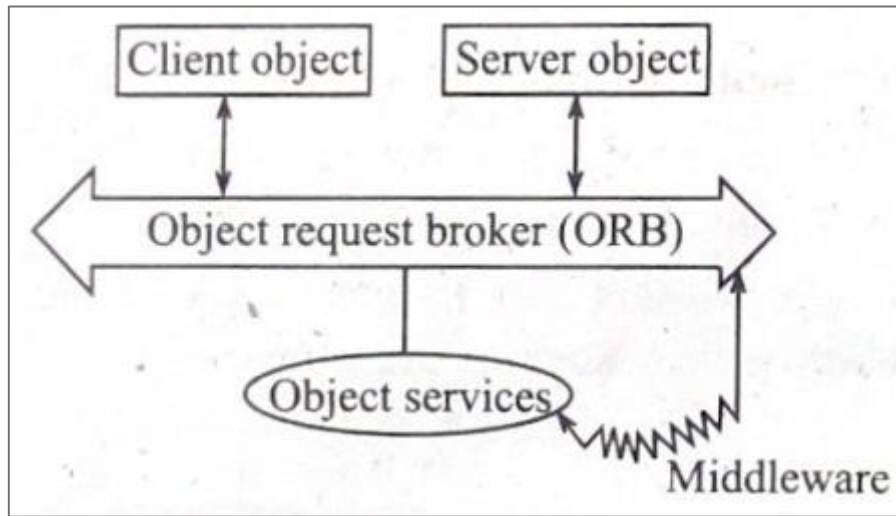 Client object
Server object
Object request broker (ORB)
Object services
Middleware